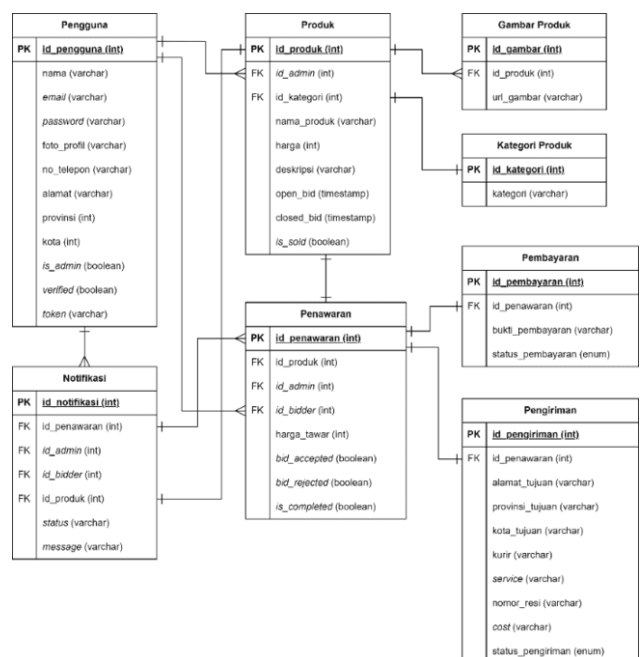 Pengguna
PK id_pengguna (int)
nama (varchar)
email (varchar)
password (varchar)
foto_profil (varchar)
no_telepon (varchar)
alamat (varchar)
provinsi (int)
kota (int)
is_admin (boolean)
verified (boolean)
token (varchar)
Produk
PK id_produk (int)
FK id_admin (int)
FK id_kategori (int)
nama_produk (varchar)
harga (int)
deskripsi (varchar)
open_bid (timestamp)
closed_bid (timestamp)
is_sold (boolean)
Gambar Produk
PK id_gambar (int)
FK id_produk (int)
url_gambar (varchar)
Kategori Produk
PK id_kategori (int)
kategori (varchar)
Notifikasi
PK id_notifikasi (int)
FK id_penawaran (int)
FK id_admin (int)
FK id_bidder (int)
FK id_produk (int)
status (varchar)
message (varchar)
Penawaran
PK id_penawaran (int)
FK id_produk (int)
FK id_admin (int)
FK id_bidder (int)
harga_tawar (int)
bid_accepted (boolean)
bid_rejected (boolean)
is_completed (boolean)
Pembayaran
PK id_pembayaran (int)
FK id_penawaran (int)
bukti_pembayaran (varchar)
status_pembayaran (enum)
Pengiriman
PK id_pengiriman (int)
FK id_penawaran (int)
alamat_tujuan (varchar)
provinsi_tujuan (varchar)
kota_tujuan (varchar)
kurir (varchar)
service (varchar)
nomor_resi (varchar)
cost (varchar)
status_pengiriman (enum)